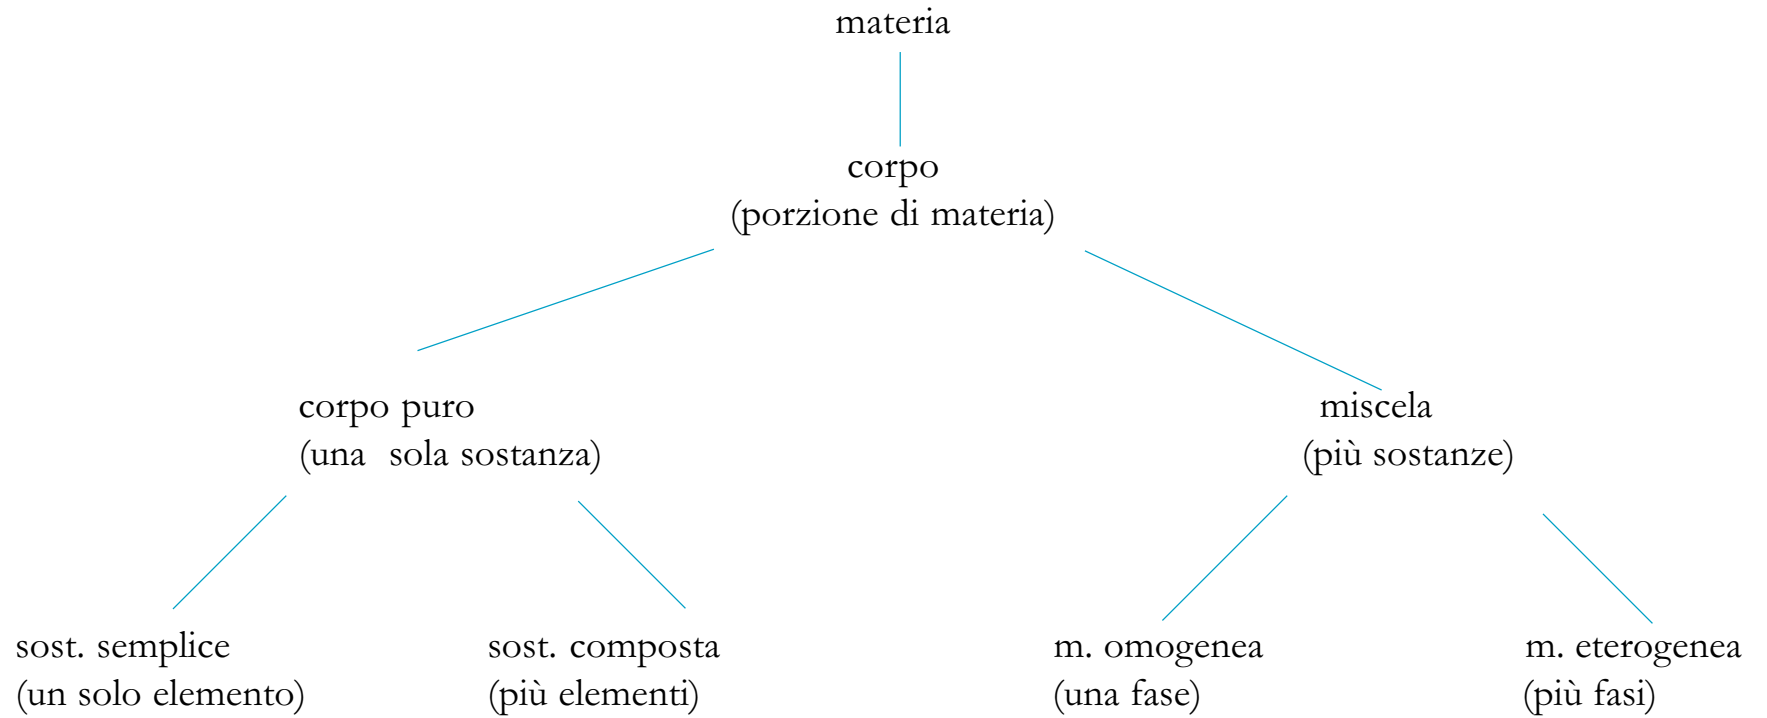 materia
corpo
(porzione di materia)
corpo puro
(una sola sostanza)
miscela
(più sostanze)
sost. semplice
(un solo elemento)
sost. composta
(più elementi)
m. omogenea
(una fase)
m. eterogenea
(più fasi)